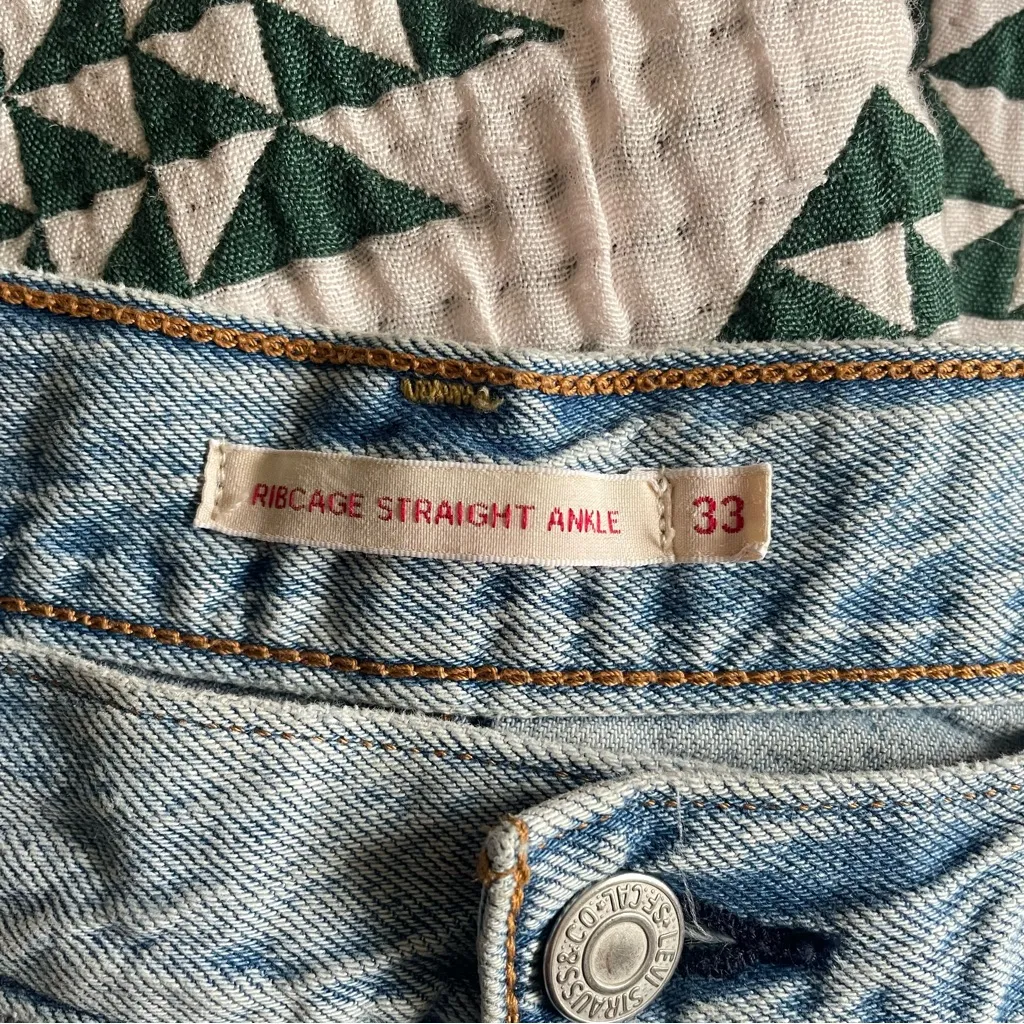 RIBCAGE STRAIGHT ANKLE 33
LEVI STRAUSS & CO. S.F. CAL.